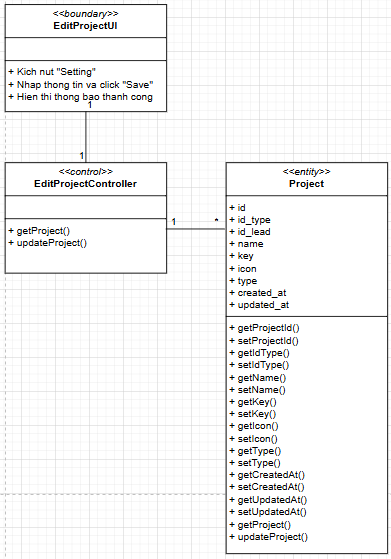 <<boundary>>
EditProjectUI
+ Kich nut "Setting"
+ Nhap thong tin va click "Save"
+ Hien thi thong bao thanh cong
1
1
<<control>>
EditProjectController
+ getProject()
+ updateProject()
1
*
<<entity>>
Project
+ id
+ id_type
+ id_lead
+ name
+ key
+ icon
+ type
+ created_at
+ updated_at
+ getProjectId()
+ setProjectId()
+ getIdType()
+ setIdType()
+ getName()
+ setName()
+ getKey()
+ setKey()
+ getIcon()
+ setIcon()
+ getType()
+ setType()
+ getCreatedAt()
+ setCreatedAt()
+ getUpdatedAt()
+ setUpdatedAt()
+ getProject()
+ updateProject()